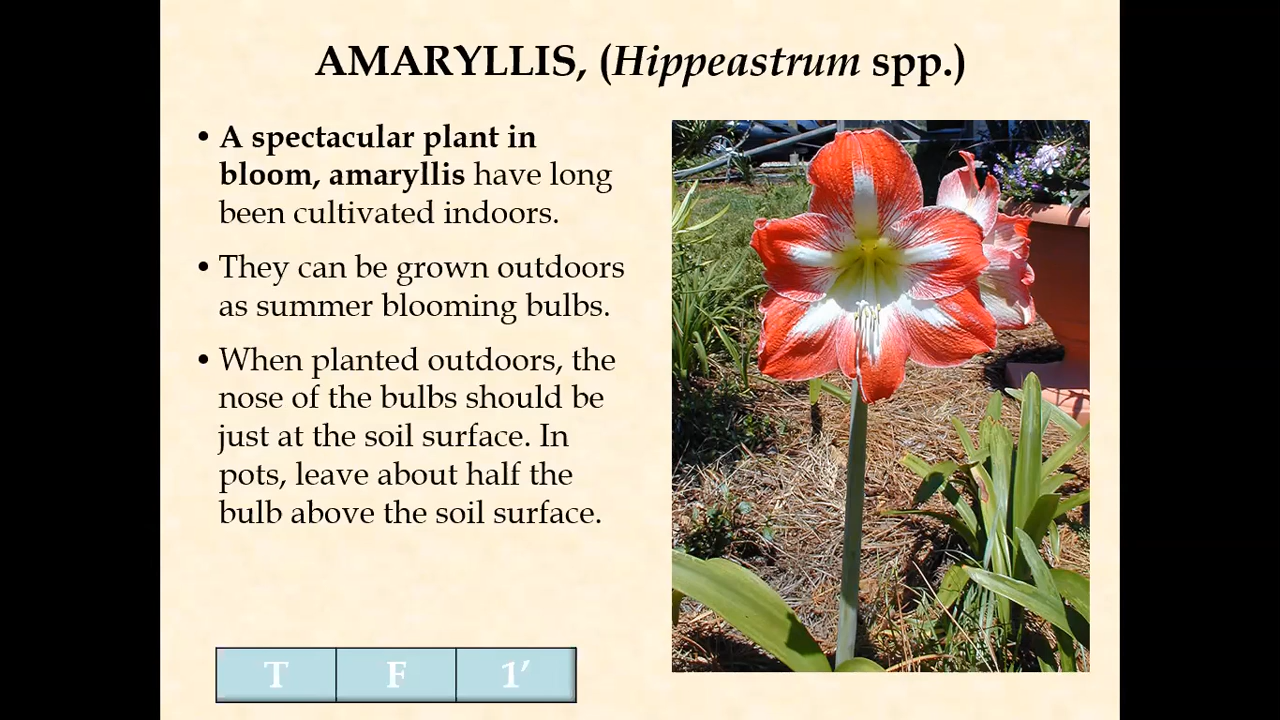 AMARYLLIS, (Hippeastrum spp.)
• A spectacular plant in
bloom, amaryllis have long
been cultivated indoors.
• They can be grown outdoors
as summer blooming bulbs.
• When planted outdoors, the
nose of the bulbs should be
just at the soil surface. In
pots, leave about half the
bulb above the soil surface.
T F 1′